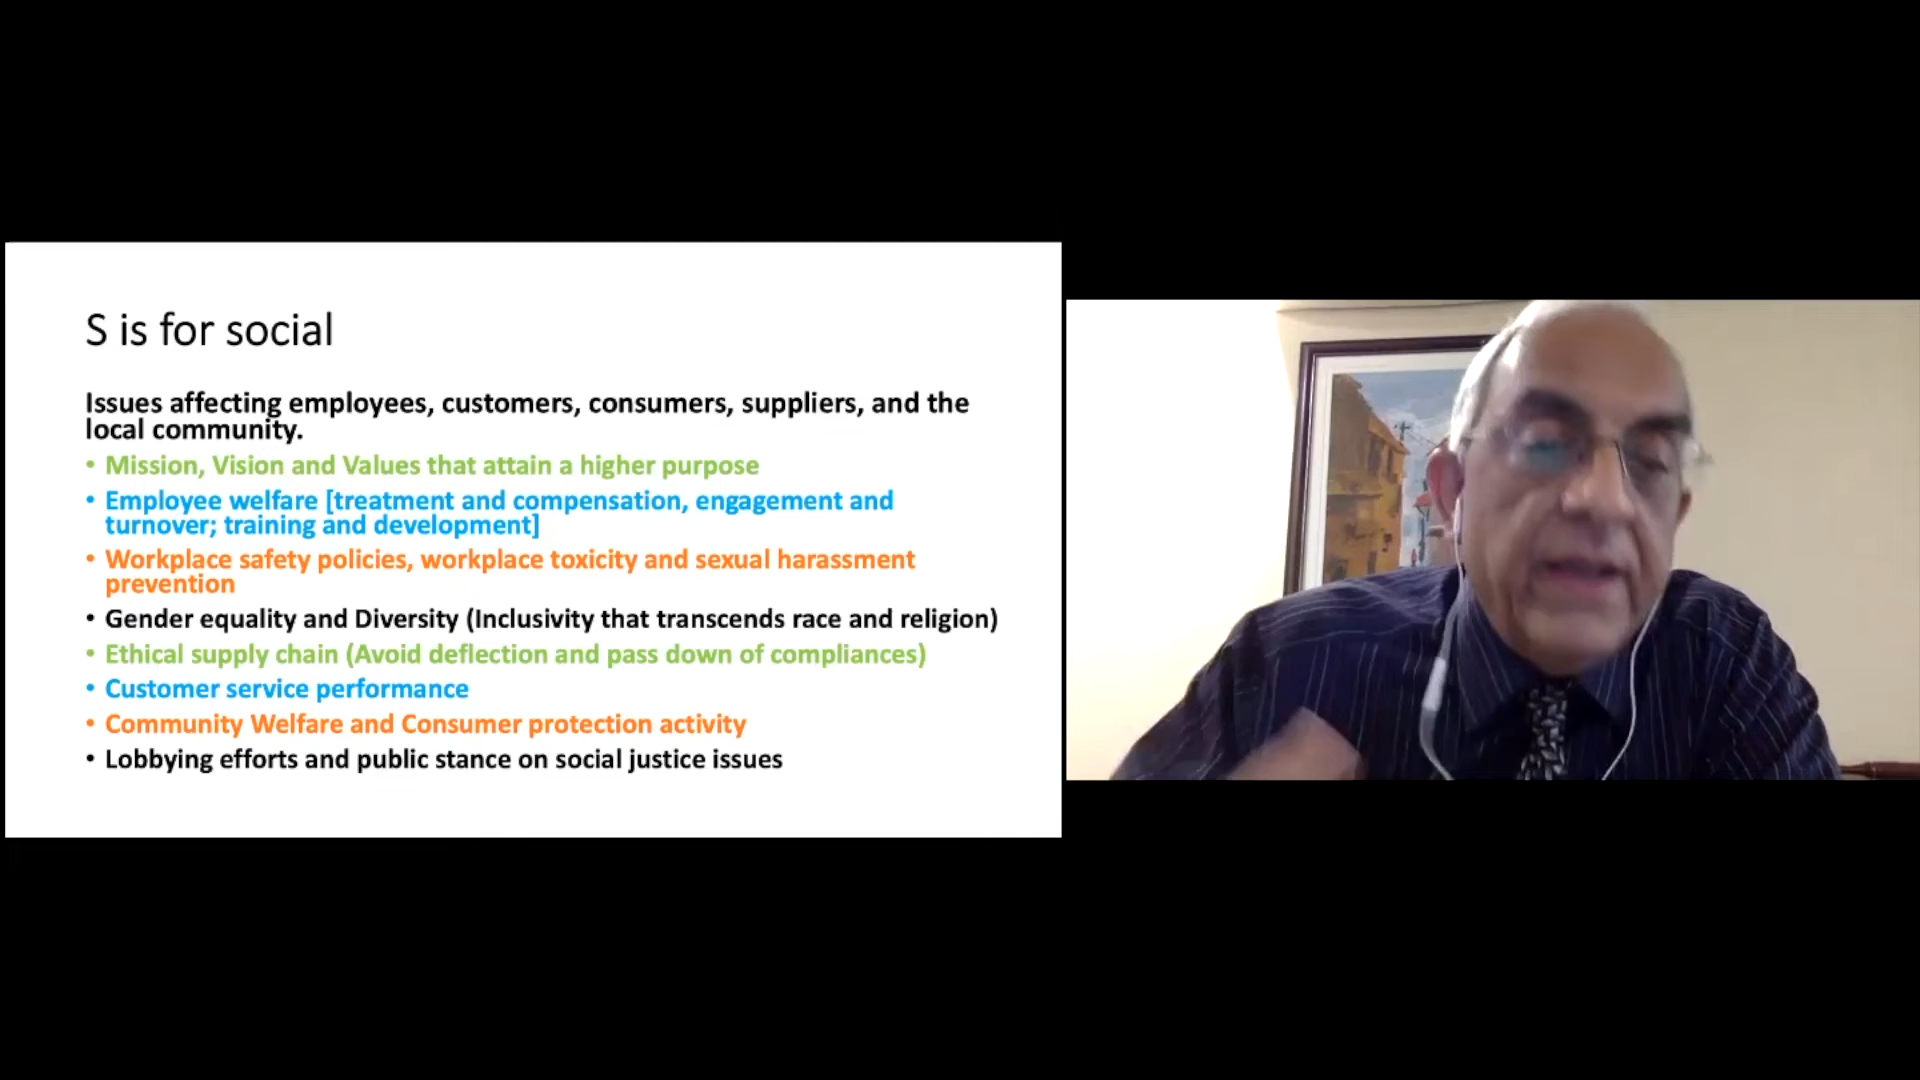 S is for social
Issues affecting employees, customers, consumers, suppliers, and the
local community.
• Mission, Vision and Values that attain a higher purpose
• Employee welfare [treatment and compensation, engagement and
turnover; training and development]
• Workplace safety policies, workplace toxicity and sexual harassment
prevention
• Gender equality and Diversity (Inclusivity that transcends race and religion)
• Ethical supply chain (Avoid deflection and pass down of compliances)
• Customer service performance
• Community Welfare and Consumer protection activity
• Lobbying efforts and public stance on social justice issues